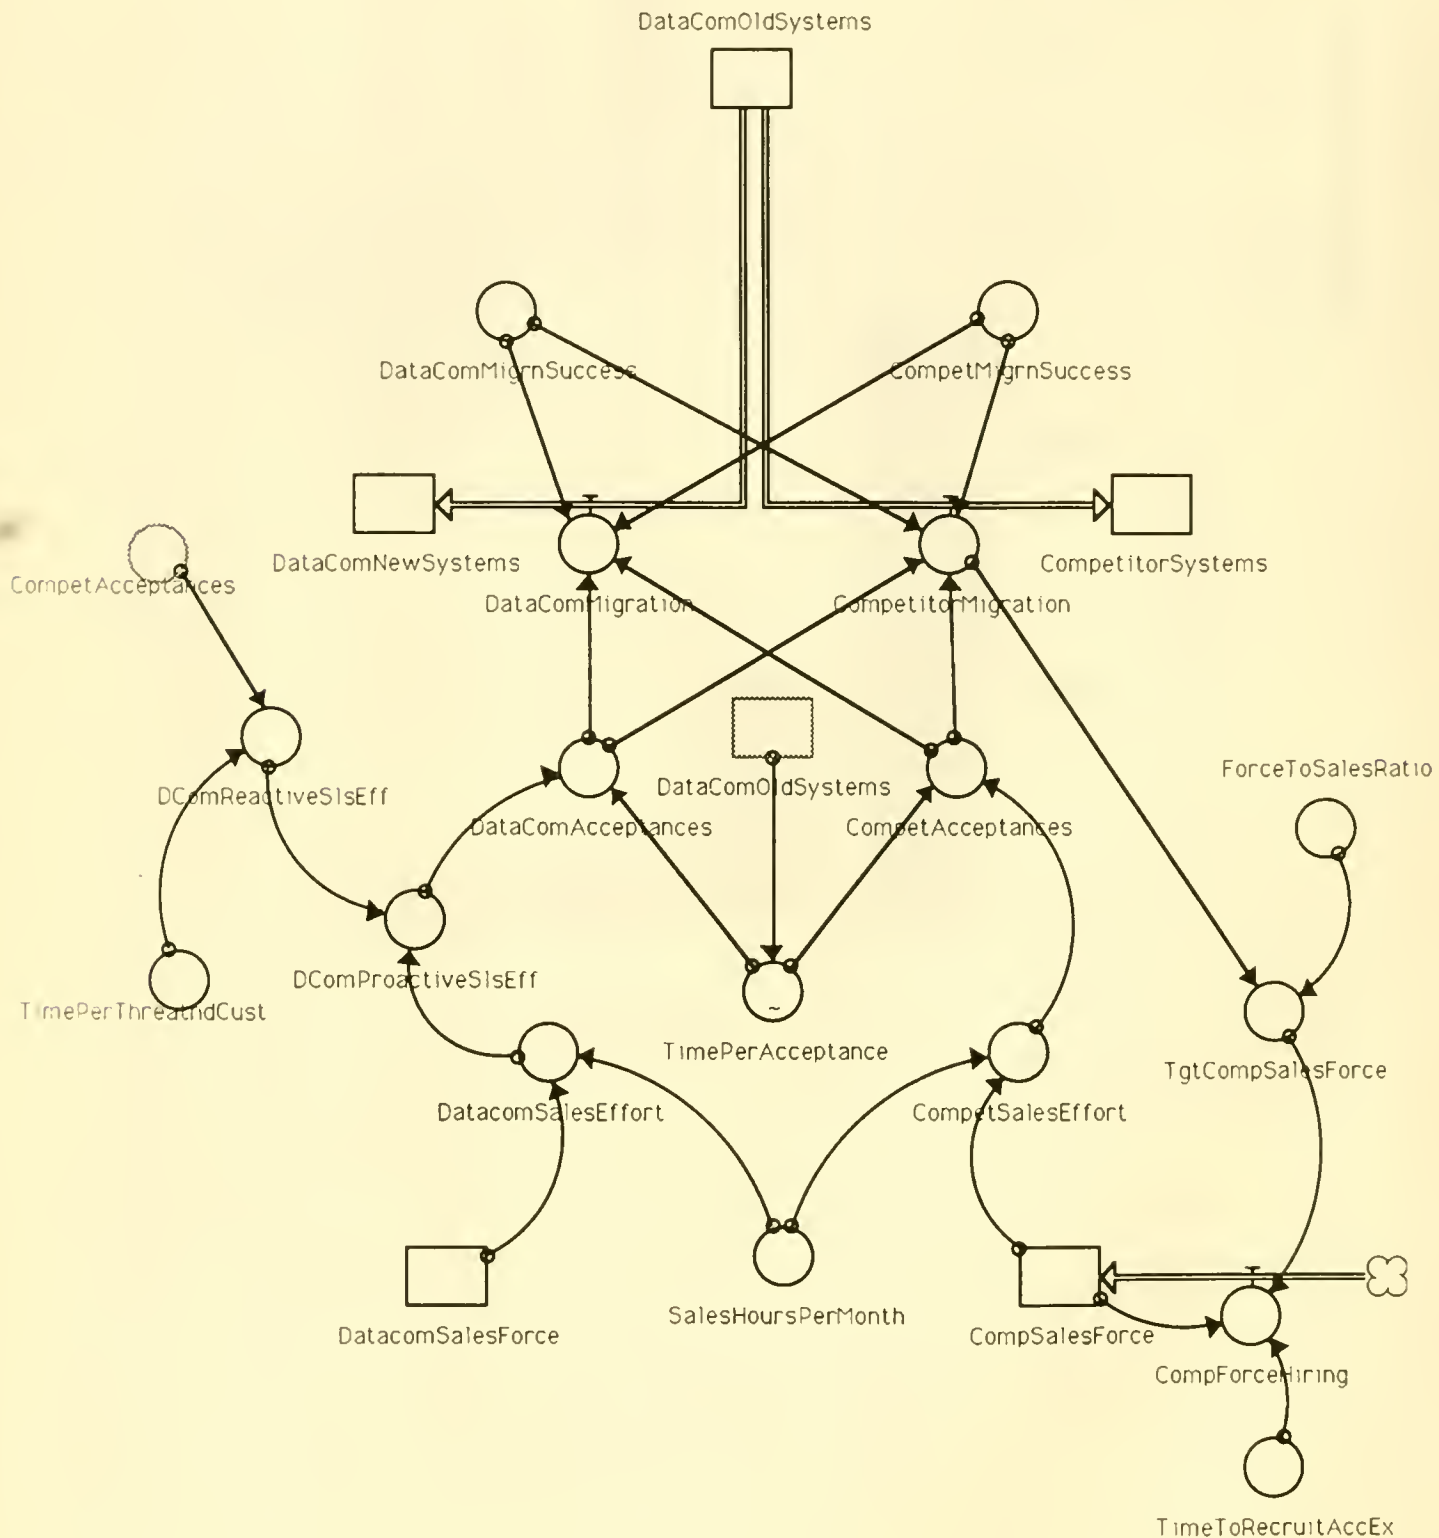 DataComOldSystems
DataComMigrnSuccess
CompetMigrnSuccess
DataComNewSystems
CompetitorSystems
CompetAcceptances
DataComMigration
CompetitorMigration
ForceToSalesRatio
DataComOldSystems
DComReactiveSlsEff
DataComAcceptances
CompetAcceptances
DComProactiveSlsEff
TimePerThreatndCust
TimePerAcceptance
TgtCompSalesForce
DatacomSalesEffort
CompetSalesEffort
SalesHoursPerMonth
DatacomSalesForce
CompSalesForce
CompForceHiring
TimeToRecruitAccEx